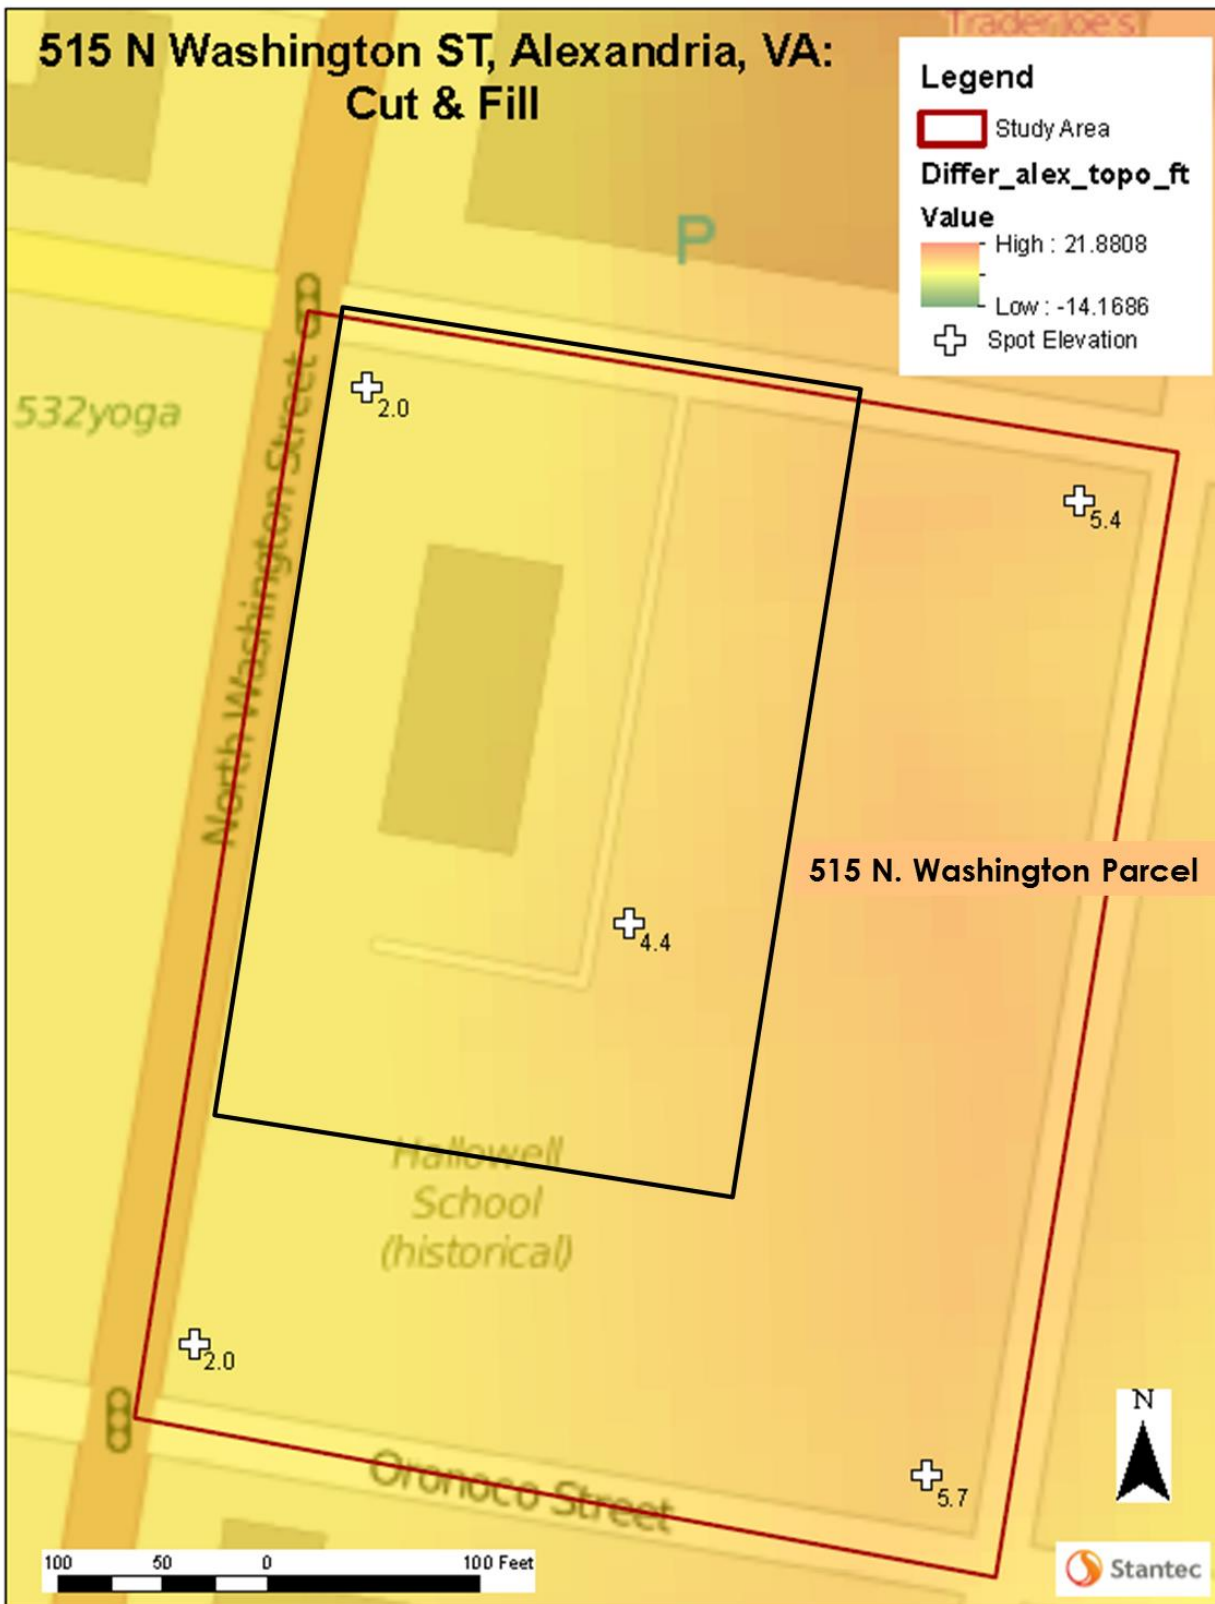 Trader Joe's
515 N Washington ST, Alexandria, VA:
Cut & Fill
Legend
Study Area
Differ_alex_topo_ft
Value
High : 21.8808
Low : -14.1686
Spot Elevation
P
532yoga
2.0
5.4
North Washington Street
515 N. Washington Parcel
4.4
Hallowell
School
(historical)
2.0
Oronoco Street
5.7
N
100 50 0 100 Feet
Stantec